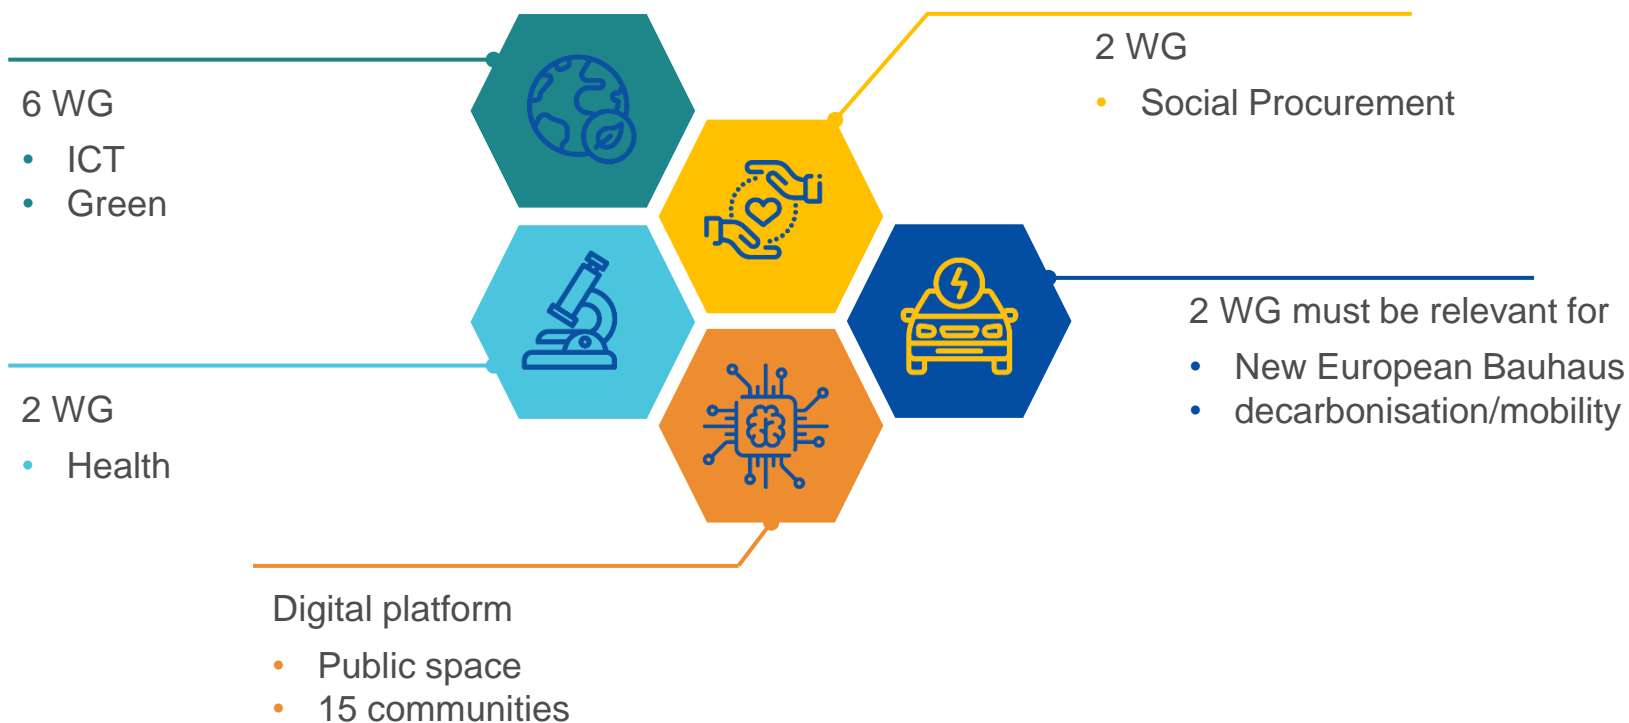 6 WG
• ICT
• Green
2 WG
• Social Procurement
2 WG must be relevant for
• New European Bauhaus
• decarbonisation/mobility
2 WG
• Health
Digital platform
• Public space
• 15 communities